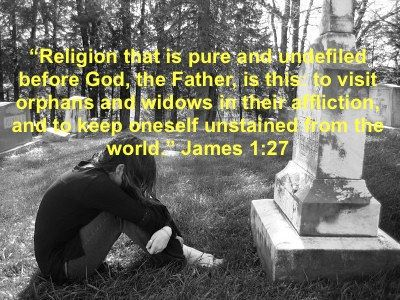 “Religion that is pure and undefiled
before God, the Father, is this: to visit
orphans and widows in their affliction,
and to keep oneself unstained from the
world.” James 1:27